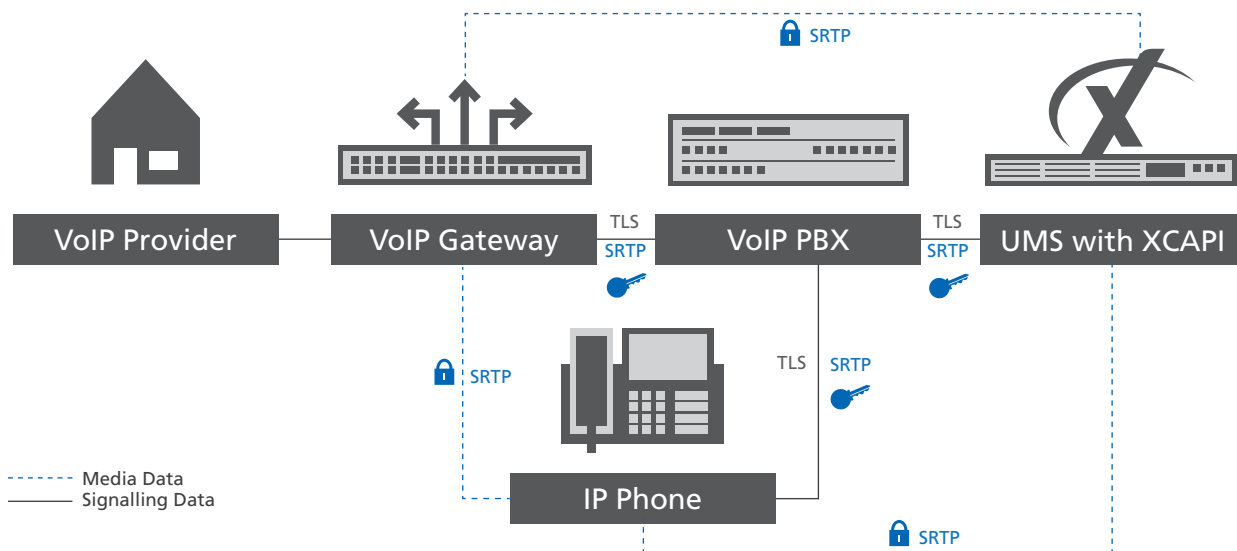 SRTP
VoIP Provider
VoIP Gateway
TLS
SRTP
VoIP PBX
TLS
SRTP
UMS with XCAPI
SRTP
TLS
SRTP
Media Data
Signalling Data
IP Phone
SRTP